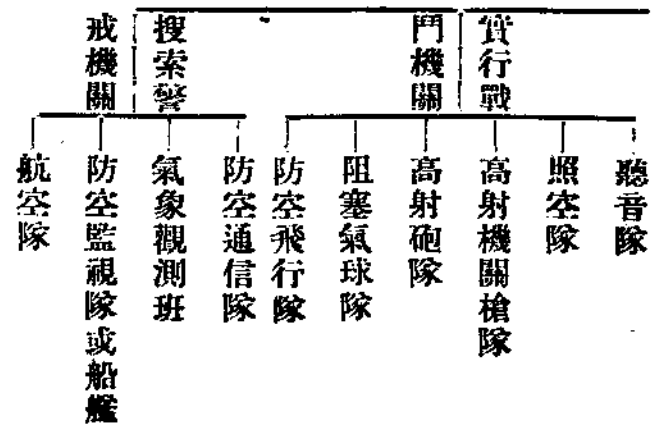 實行戰
鬥機關
聽音隊
照空隊
高射機關槍隊
高射砲隊
阻塞氣球隊
防空飛行隊
搜索警
戒機關
防空通信隊
氣象觀測班
防空監視隊或船艦
航空隊